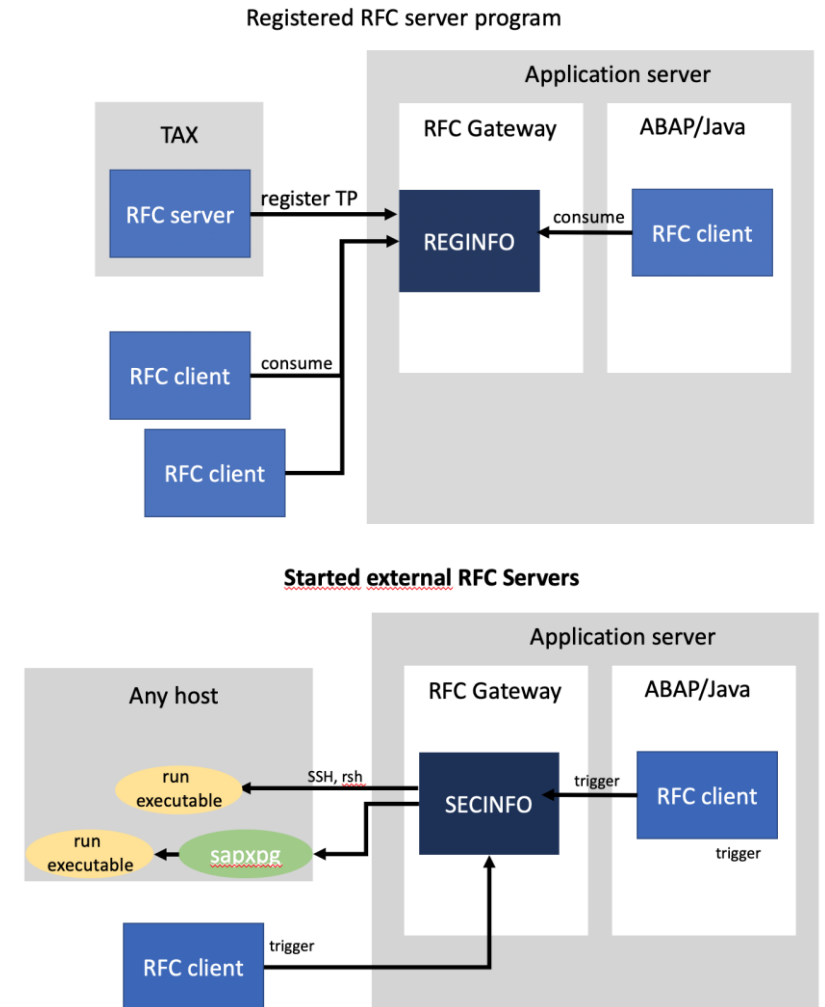 Registered RFC server program
Application server
TAX
RFC Gateway
ABAP/Java
RFC server
register TP
REGINFO
consume
RFC client
RFC client
consume
RFC client
Started external RFC Servers
Application server
Any host
RFC Gateway
ABAP/Java
run
executable
SSH, rsh
SECINFO
trigger
RFC client
trigger
run
executable
sapxpg
trigger
RFC client